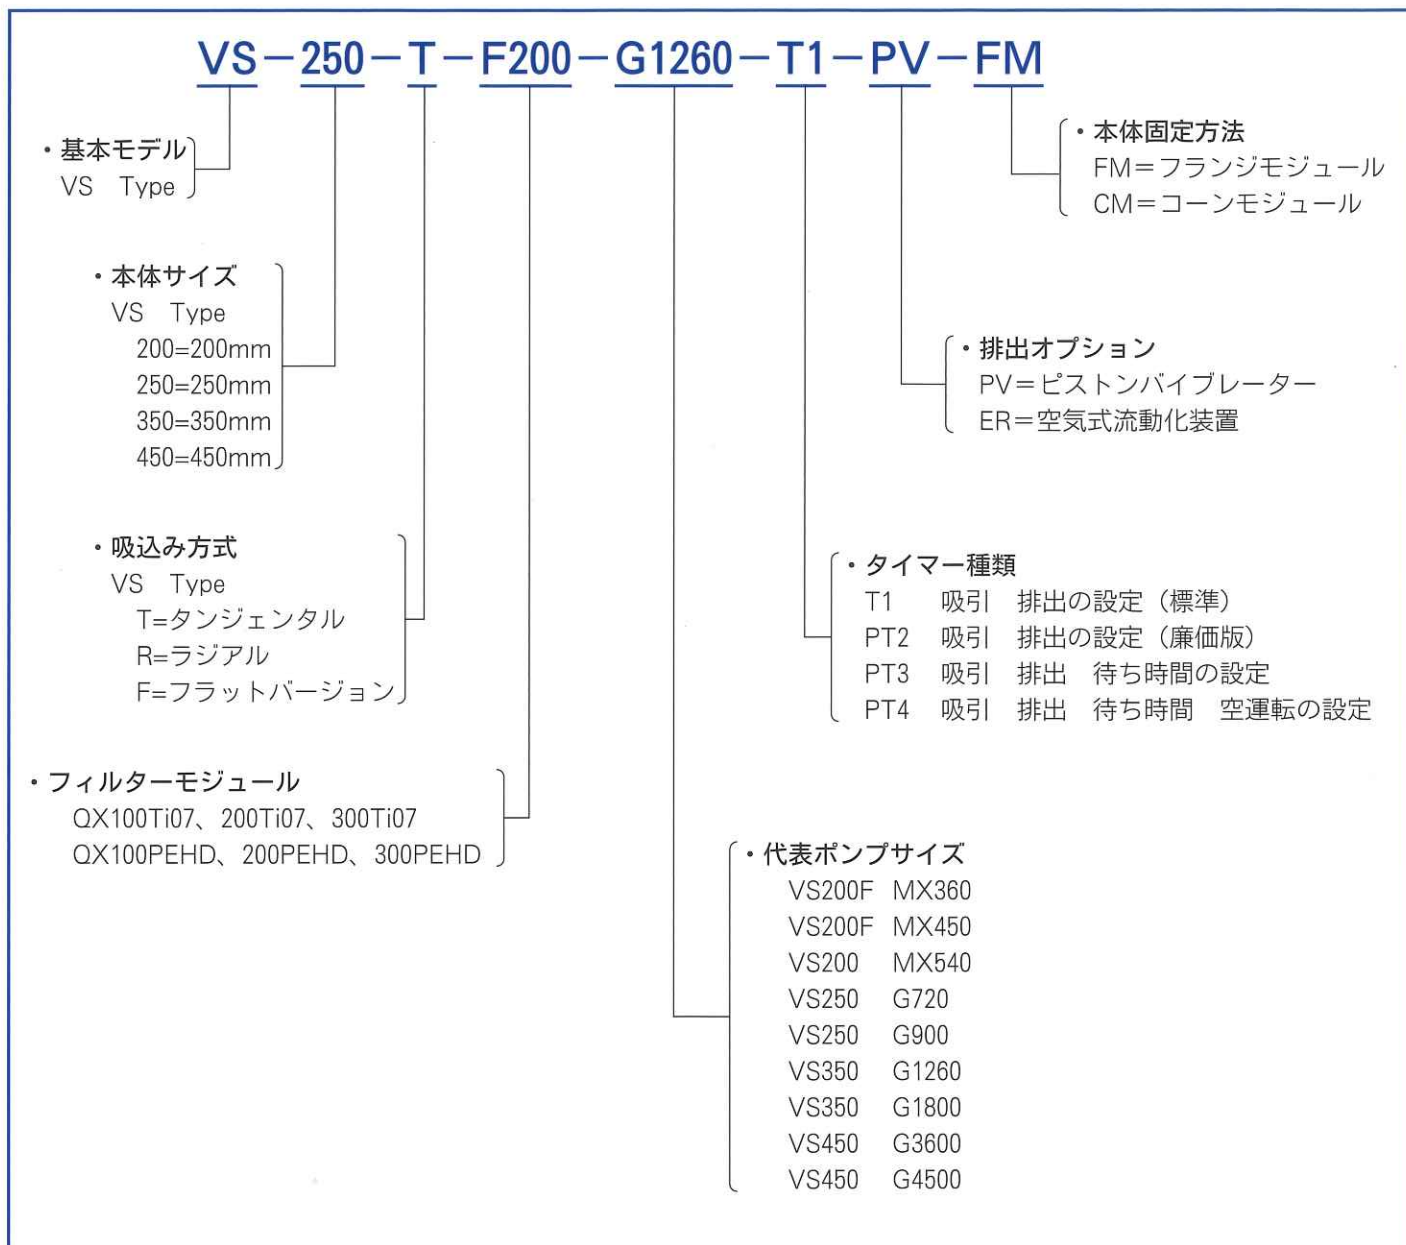 VS－250－T－F200－G1260－T1－PV－FM
・基本モデル
VS　Type
・本体サイズ
VS　Type
200=200mm
250=250mm
350=350mm
450=450mm
・吸込み方式
VS　Type
T=タンジェンタル
R=ラジアル
F=フラットバージョン
・フィルターモジュール
QX100Ti07、200Ti07、300Ti07
QX100PEHD、200PEHD、300PEHD
・本体固定方法
FM＝フランジモジュール
CM＝コーンモジュール
・排出オプション
PV＝ピストンバイブレーター
ER＝空気式流動化装置
・タイマー種類
T1　吸引　排出の設定（標準）
PT2　吸引　排出の設定（廉価版）
PT3　吸引　排出　待ち時間の設定
PT4　吸引　排出　待ち時間　空運転の設定
・代表ポンプサイズ
VS200F　MX360
VS200F　MX450
VS200　MX540
VS250　G720
VS250　G900
VS350　G1260
VS350　G1800
VS450　G3600
VS450　G4500